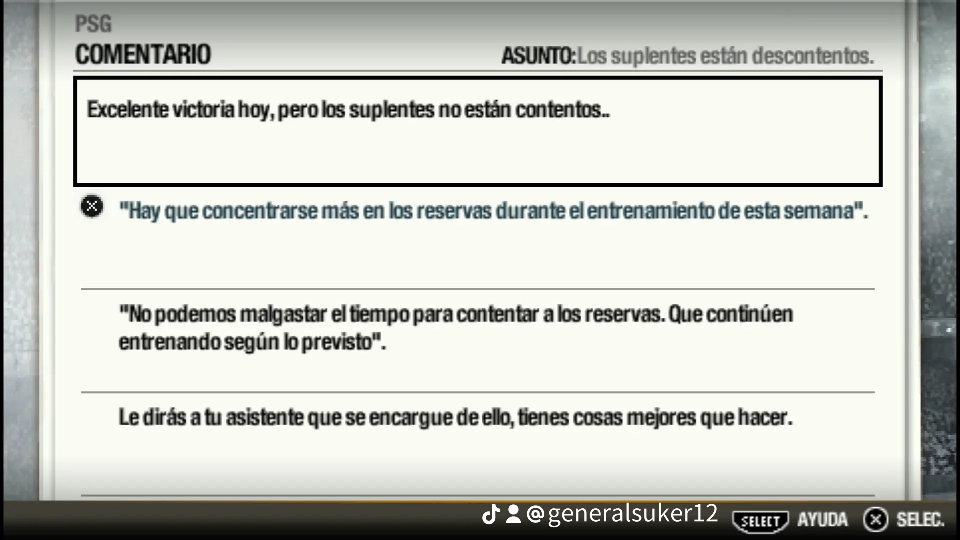 PSG
COMENTARIO
ASUNTO:Los suplentes están descontentos.
Excelente victoria hoy, pero los suplentes no están contentos..
"Hay que concentrarse más en los reservas durante el entrenamiento de esta semana".
"No podemos malgastar el tiempo para contentar a los reservas. Que continúen
entrenando según lo previsto".
Le dirás a tu asistente que se encargue de ello, tienes cosas mejores que hacer.
@generalsuker12
SELECT AYUDA SELEC.